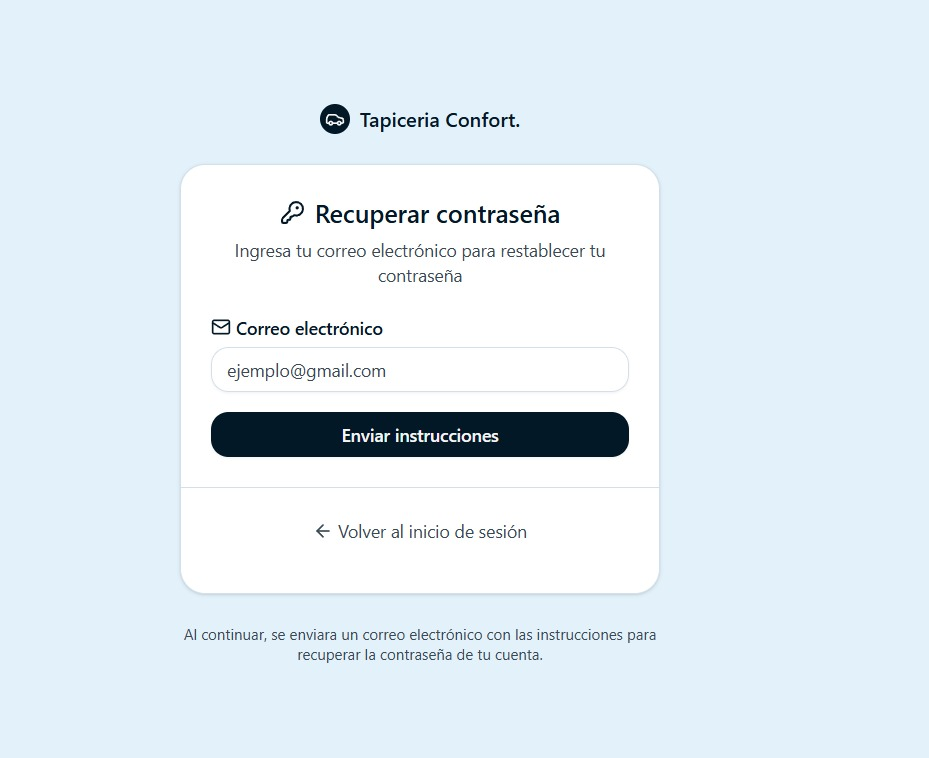 Tapiceria Confort.
Recuperar contraseña
Ingresa tu correo electrónico para restablecer tu
contraseña
Correo electrónico
ejemplo@gmail.com
Enviar instrucciones
Volver al inicio de sesión
Al continuar, se enviara un correo electrónico con las instrucciones para
recuperar la contraseña de tu cuenta.